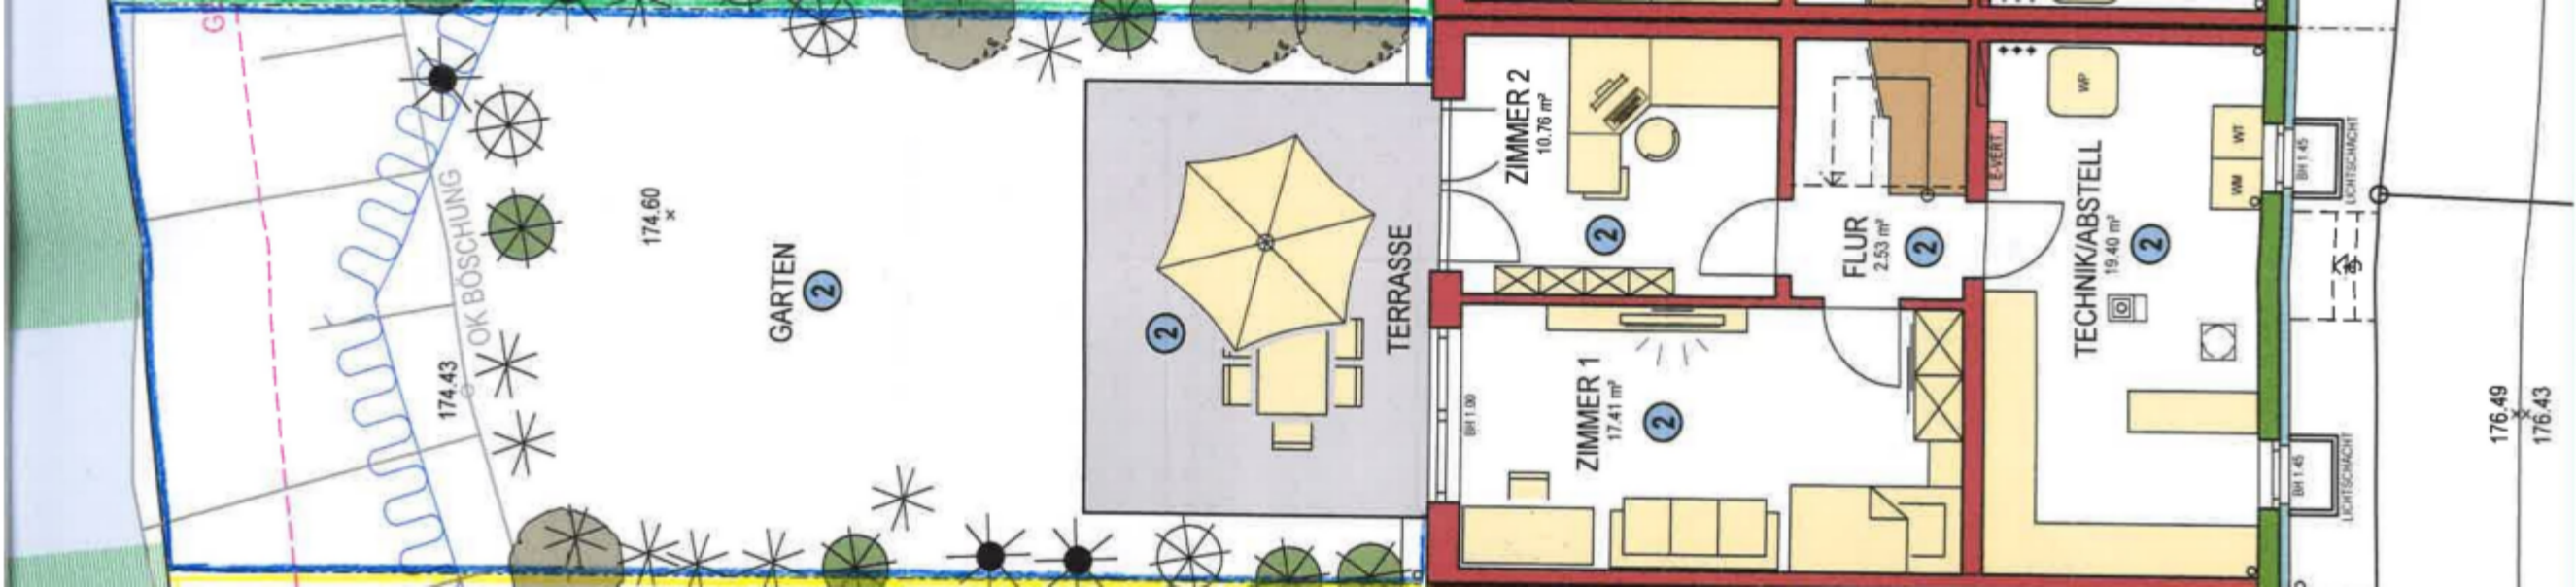 G
OK BÖSCHUNG
174.43
174.60
GARTEN
2
2
TERRASSE
ZIMMER 2
10.76 m²
2
BH 1.00
ZIMMER 1
17.41 m²
2
FLUR
2.53 m²
2
E-VERT.
WP
TECHNIK/ABSTELL
19.40 m²
2
WM
WT
BH 1.45
LICHTSCHACHT
BH 1.45
LICHTSCHACHT
176.49
176.43